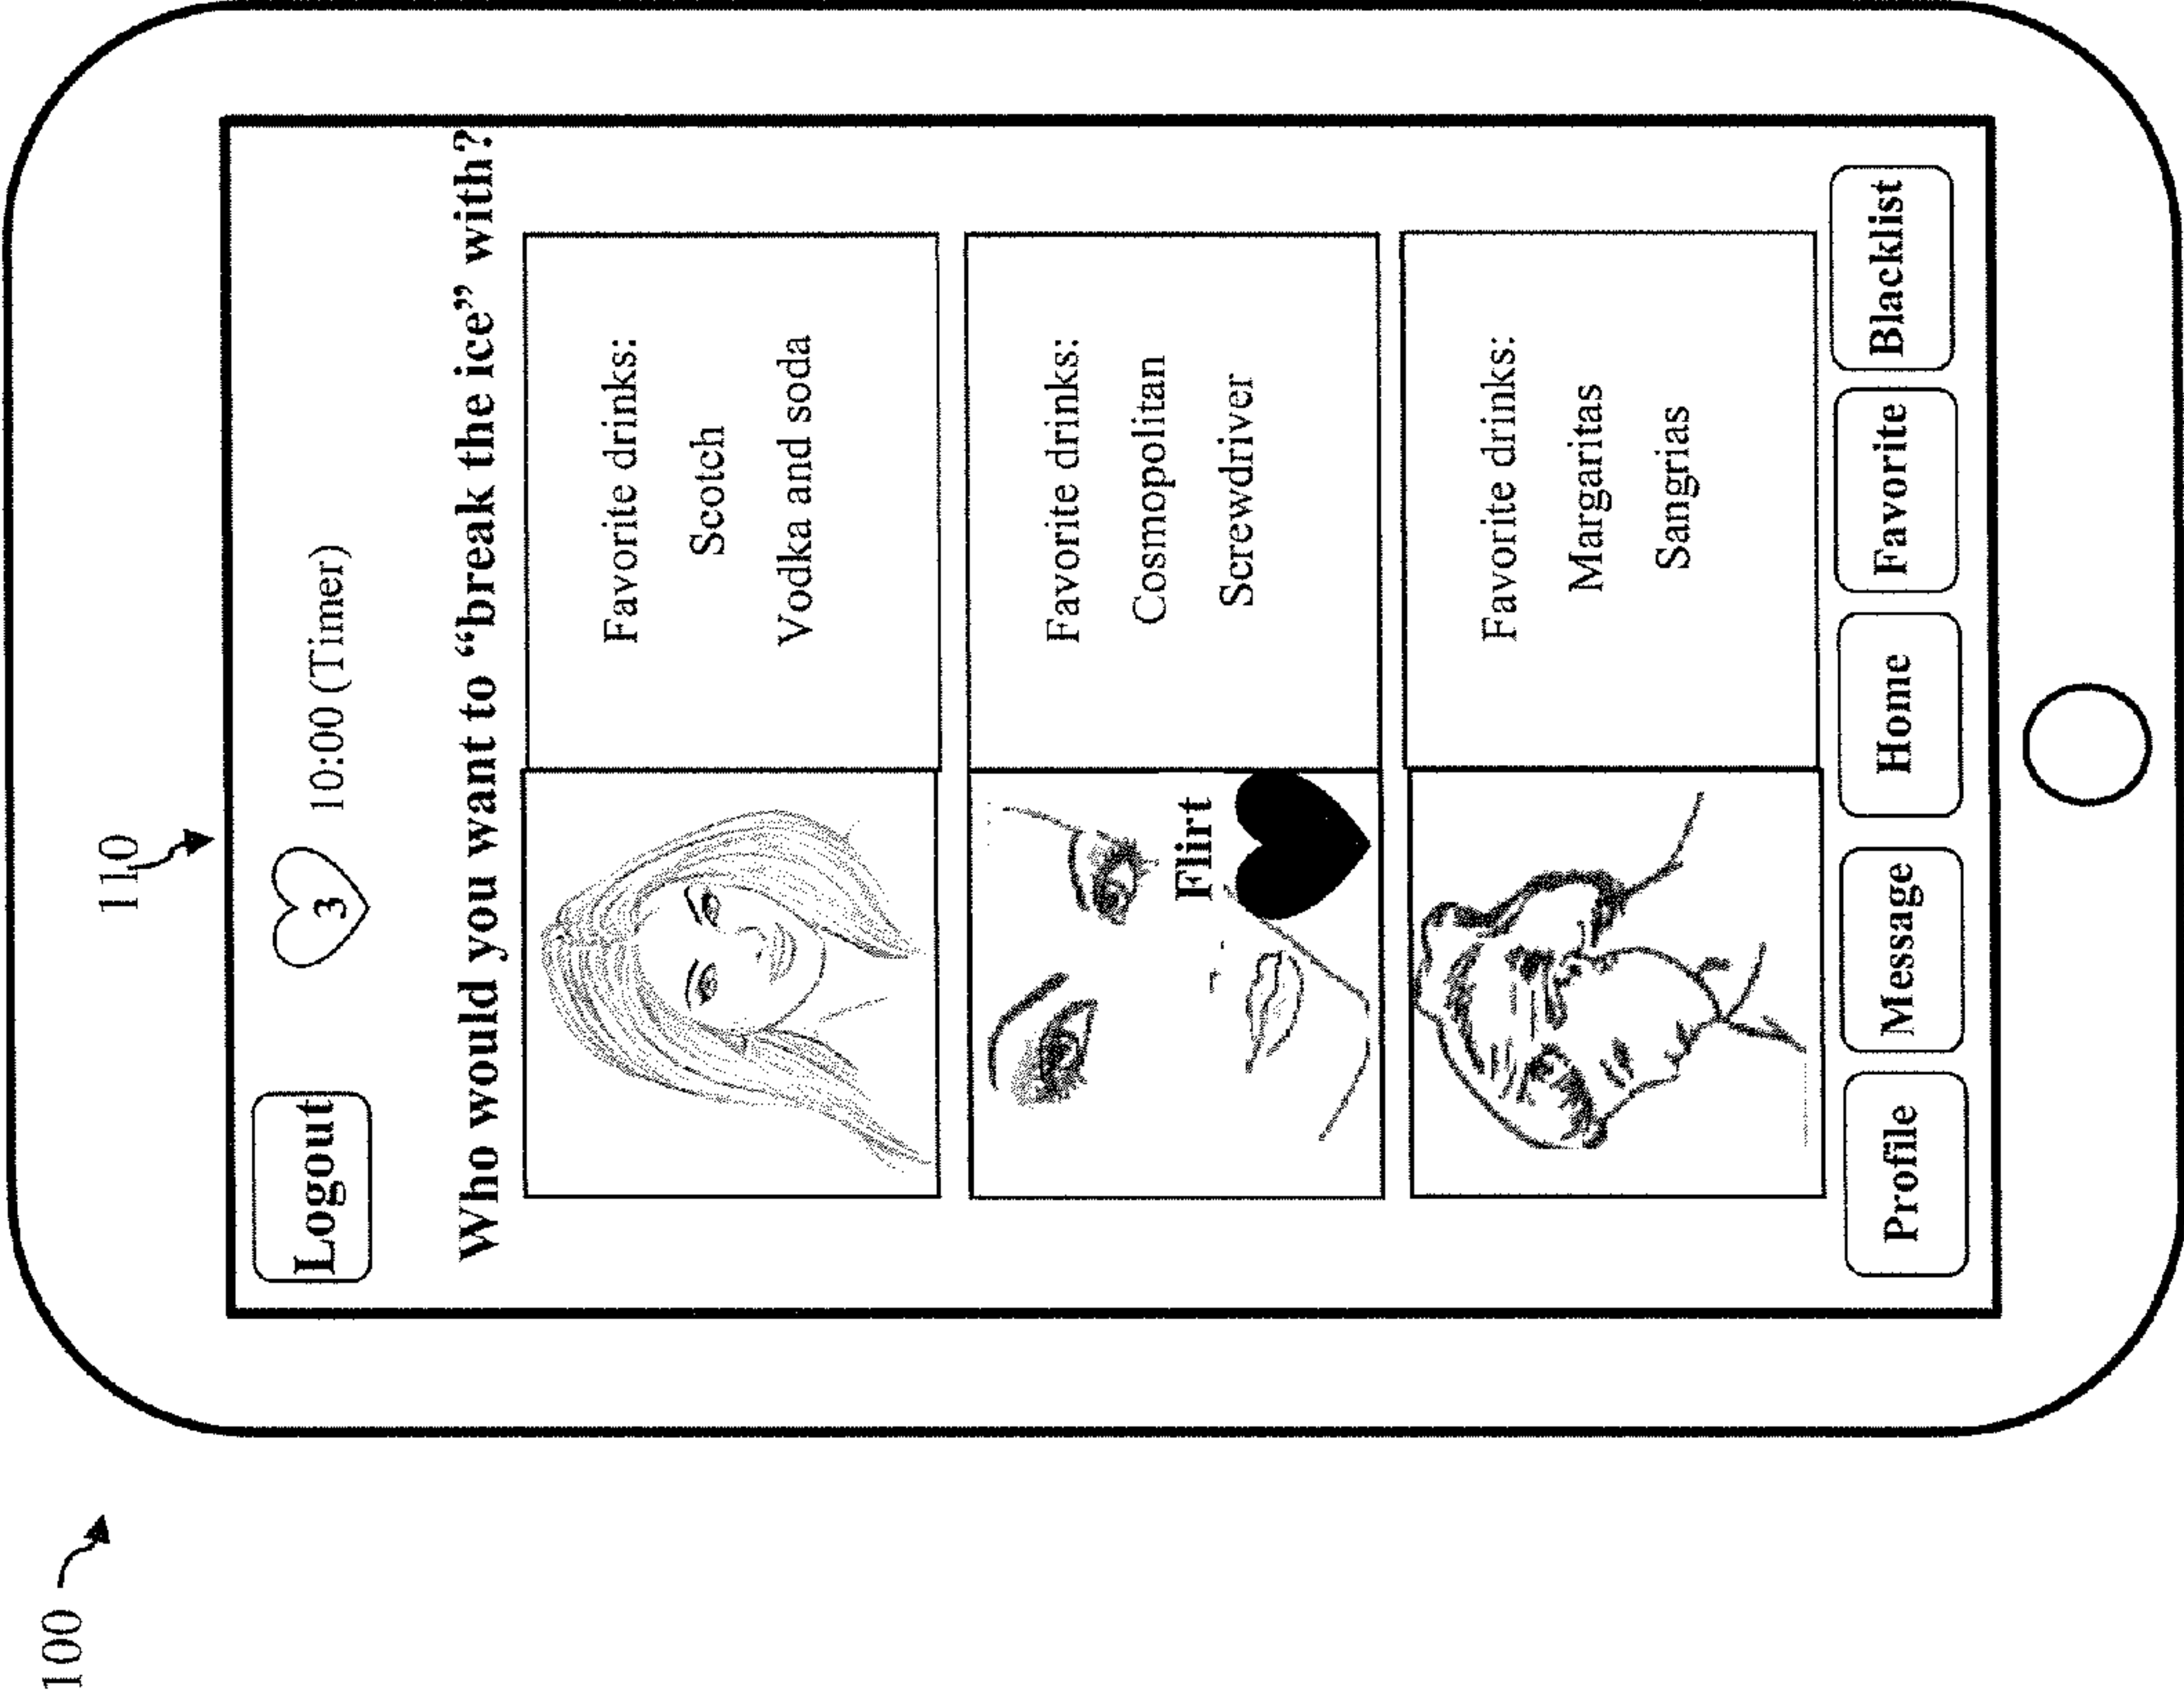 100
110
Logout
3
10:00 (Timer)
Who would you want to “break the ice” with?
Favorite drinks:
Scotch
Vodka and soda
Flirt
Favorite drinks:
Cosmopolitan
Screwdriver
Favorite drinks:
Margaritas
Sangrias
Profile
Message
Home
Favorite
Blacklist